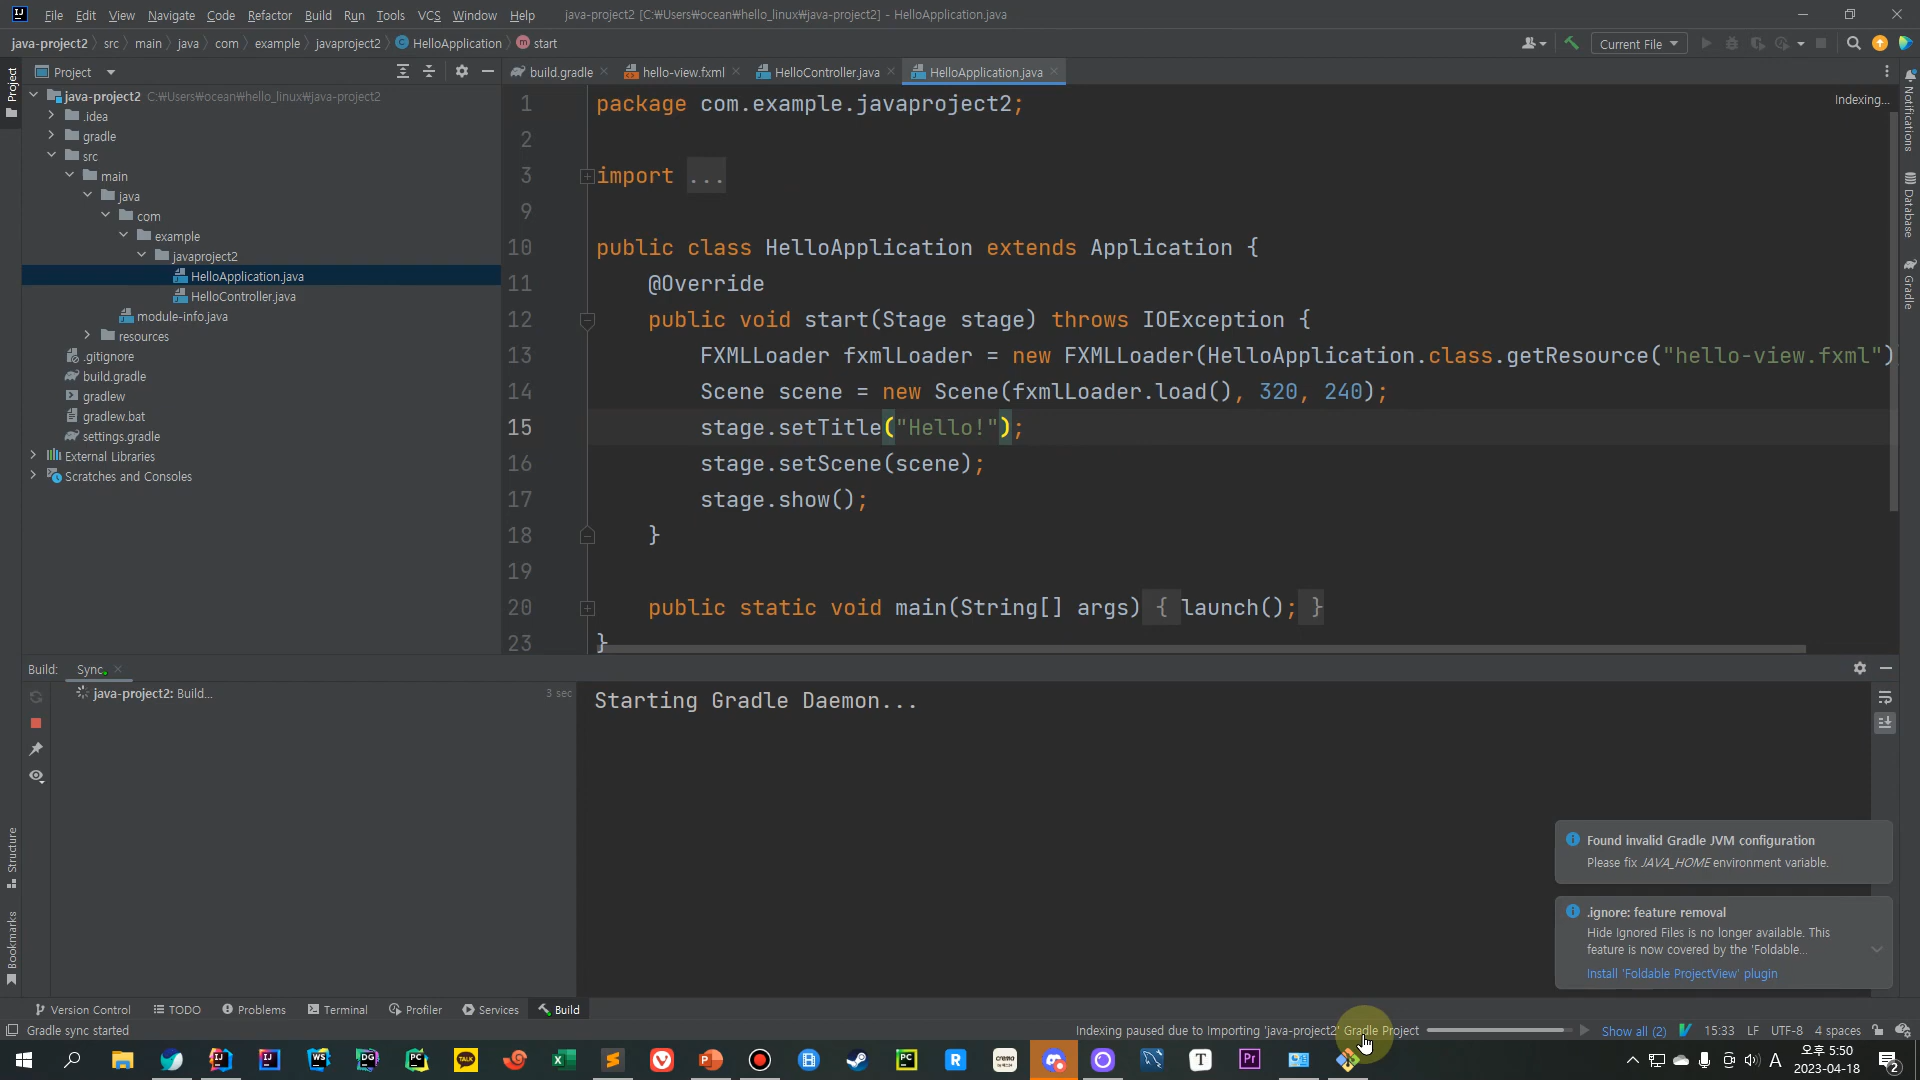 File Edit View Navigate Code Refactor Build Run Tools VCS Window Help java-project2 [C:₩Users₩ocean₩hello_linux₩java-project2] - HelloApplication.java
java-project2 src main java com example javaproject2 HelloApplication start
Current File
Project
build.gradle hello-view.fxml HelloController.java HelloApplication.java
java-project2 C:₩Users₩ocean₩hello_linux₩java-project2
.idea
gradle
src
main
java
com
example
javaproject2
HelloApplication.java
HelloController.java
module-info.java
resources
.gitignore
build.gradle
gradlew
gradlew.bat
settings.gradle
External Libraries
Scratches and Consoles
Indexing...
1 package com.example.javaproject2;
2
3 import ...
9
10 public class HelloApplication extends Application {
11 @Override
12 public void start(Stage stage) throws IOException {
13 FXMLLoader fxmlLoader = new FXMLLoader(HelloApplication.class.getResource("hello-view.fxml")
14 Scene scene = new Scene(fxmlLoader.load(), 320, 240);
15 stage.setTitle("Hello!");
16 stage.setScene(scene);
17 stage.show();
18 }
19
20 public static void main(String[] args) { launch(); }
23 }
Project
Structure
Bookmarks
Notifications
Database
Gradle
Build: Sync
java-project2: Build... 3 sec
Starting Gradle Daemon...
Found invalid Gradle JVM configuration
Please fix JAVA_HOME environment variable.
.ignore: feature removal
Hide Ignored Files is no longer available. This
feature is now covered by the 'Foldable...
Install 'Foldable ProjectView' plugin
Version Control TODO Problems Terminal Profiler Services Build
Gradle sync started
Indexing paused due to Importing 'java-project2' Gradle Project Show all (2) 15:33 LF UTF-8 4 spaces
A 오후 5:50
2023-04-18
2